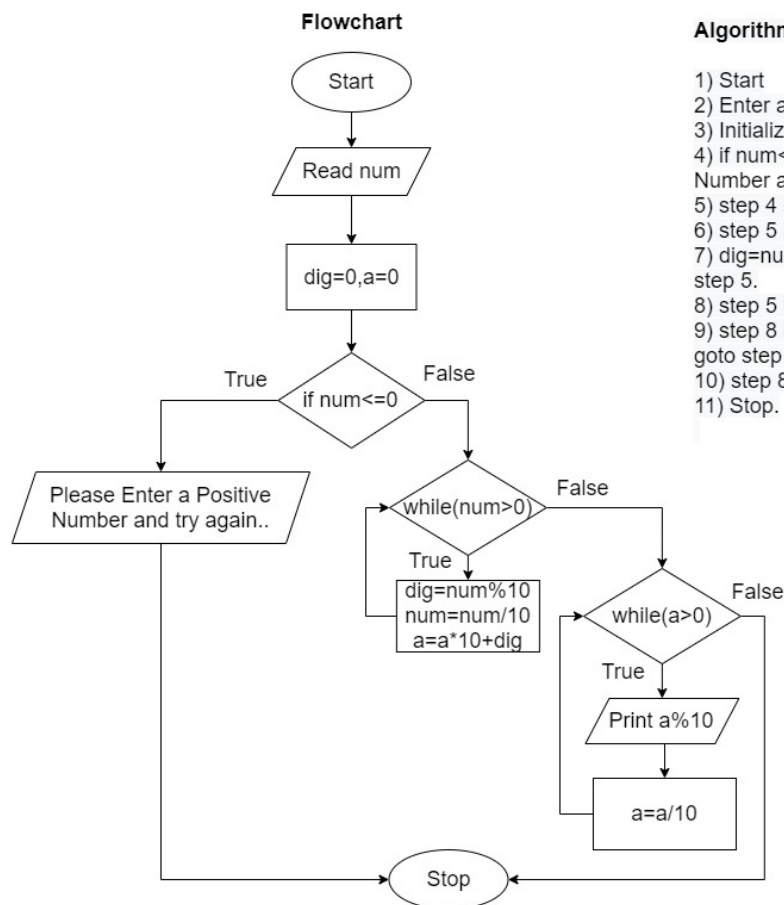 Flowchart
Start
Read num
dig=0,a=0
if num<=0
True
False
Please Enter a Positive
Number and try again..
while(num>0)
False
True
dig=num%10
num=num/10
a=a*10+dig
while(a>0)
False
True
Print a%10
a=a/10
Stop
Algorithm
1) Start
2) Enter a
3) Initializ
4) if num<
Number a
5) step 4
6) step 5
7) dig=nu
step 5.
8) step 5
9) step 8
goto step
10) step 8
11) Stop.